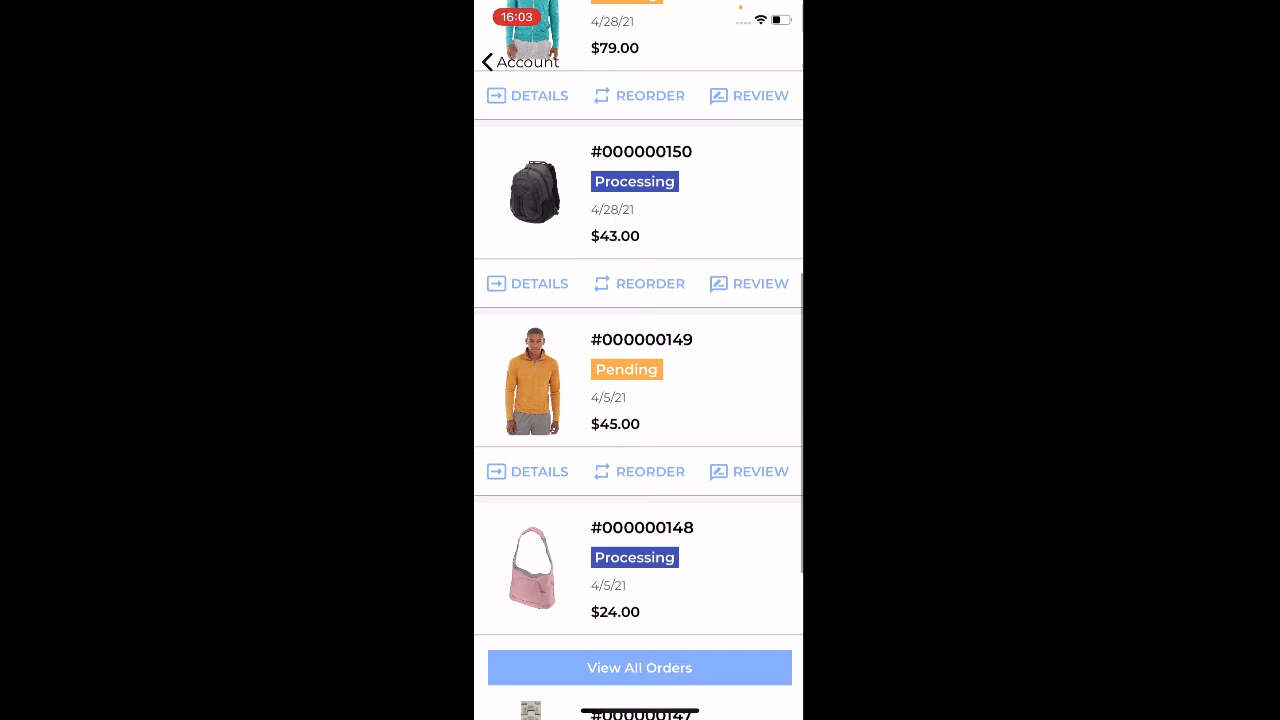 16:03
4/28/21
$79.00
Account
DETAILS REORDER REVIEW
#000000150
Processing
4/28/21
$43.00
DETAILS REORDER REVIEW
#000000149
Pending
4/5/21
$45.00
DETAILS REORDER REVIEW
#000000148
Processing
4/5/21
$24.00
View All Orders
#000000147